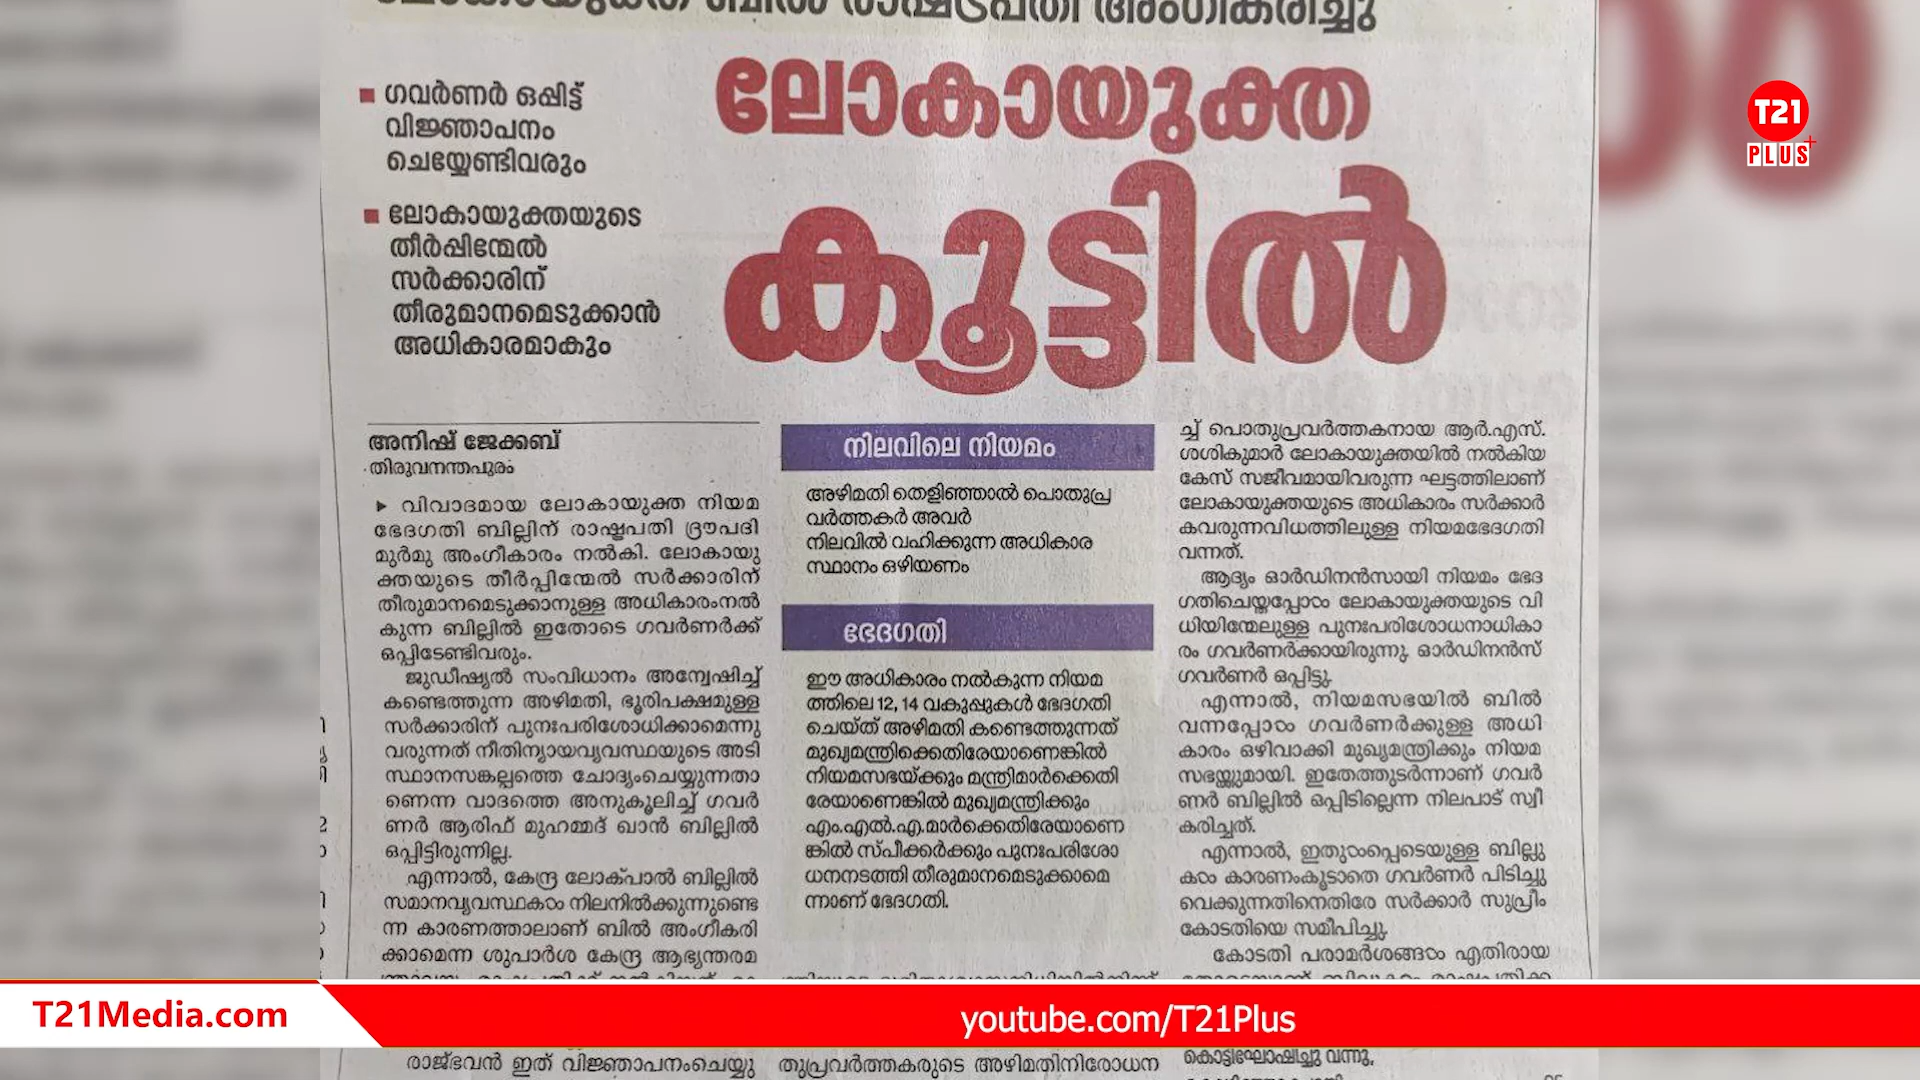 ലോകായുക്ത ബിൽ രാഷ്ട്രപതി അംഗീകരിച്ചു
ലോകായുക്ത
കൂട്ടിൽ
■ ഗവർണർ ഒപ്പിട്ട്
വിജ്ഞാപനം
ചെയ്യേണ്ടിവരും
■ ലോകായുക്തയുടെ
തീർപ്പിന്മേൽ
സർക്കാരിന്
തീരുമാനമെടുക്കാൻ
അധികാരമാകും
T21
PLUS+
അനിഷ് ജേക്കബ്
തിരുവനന്തപുരം
▸ വിവാദമായ ലോകായുക്ത നിയമ
ഭേദഗതി ബില്ലിന് രാഷ്ട്രപതി ദ്രൗപദി
മുർമു അംഗീകാരം നൽകി. ലോകായു
ക്തയുടെ തീർപ്പിന്മേൽ സർക്കാരിന്
തീരുമാനമെടുക്കാനുള്ള അധികാരംനൽ
കുന്ന ബില്ലിൽ ഇതോടെ ഗവർണർക്ക്
ഒപ്പിടേണ്ടിവരും.
ജുഡീഷ്യൽ സംവിധാനം അന്വേഷിച്ച്
കണ്ടെത്തുന്ന അഴിമതി, ഭൂരിപക്ഷമുള്ള
സർക്കാരിന് പുനഃപരിശോധിക്കാമെന്നു
വരുന്നത് നീതിന്യായവ്യവസ്ഥയുടെ അടി
സ്ഥാനസങ്കല്പത്തെ ചോദ്യംചെയ്യുന്നതാ
ണെന്ന വാദത്തെ അനുകൂലിച്ച് ഗവർ
ണർ ആരിഫ് മുഹമ്മദ് ഖാൻ ബില്ലിൽ
ഒപ്പിട്ടിരുന്നില്ല.
എന്നാൽ, കേന്ദ്ര ലോക്പാൽ ബില്ലിൽ
സമാനവ്യവസ്ഥകൾ നിലനിൽക്കുന്നുണ്ടെ
ന്ന കാരണത്താലാണ് ബിൽ അംഗീകരി
ക്കാമെന്ന ശുപാർശ കേന്ദ്ര ആഭ്യന്തരമ
രാജ്ഭവൻ ഇത് വിജ്ഞാപനംചെയ്യു
നിലവിലെ നിയമം
അഴിമതി തെളിഞ്ഞാൽ പൊതുപ്ര
വർത്തകർ അവർ
നിലവിൽ വഹിക്കുന്ന അധികാര
സ്ഥാനം ഒഴിയണം
ഭേദഗതി
ഈ അധികാരം നൽകുന്ന നിയമ
ത്തിലെ 12, 14 വകുപ്പുകൾ ഭേദഗതി
ചെയ്ത് അഴിമതി കണ്ടെത്തുന്നത്
മുഖ്യമന്ത്രിക്കെതിരേയാണെങ്കിൽ
നിയമസഭയ്ക്കും മന്ത്രിമാർക്കെതി
രേയാണെങ്കിൽ മുഖ്യമന്ത്രിക്കും
എം.എൽ.എ.മാർക്കെതിരേയാണെ
ങ്കിൽ സ്പീക്കർക്കും പുനഃപരിശോ
ധനനടത്തി തീരുമാനമെടുക്കാമെ
ന്നാണ് ഭേദഗതി.
തുപ്രവർത്തകരുടെ അഴിമതിനിരോധന
ച്ച് പൊതുപ്രവർത്തകനായ ആർ.എസ്.
ശശികുമാർ ലോകായുക്തയിൽ നൽകിയ
കേസ് സജീവമായിവരുന്ന ഘട്ടത്തിലാണ്
ലോകായുക്തയുടെ അധികാരം സർക്കാർ
കവരുന്നവിധത്തിലുള്ള നിയമഭേദഗതി
വന്നത്.
ആദ്യം ഓർഡിനൻസായി നിയമം ഭേദ
ഗതിചെയ്തപ്പോൾ ലോകായുക്തയുടെ വി
ധിയിന്മേലുള്ള പുനഃപരിശോധനാധികാ
രം ഗവർണർക്കായിരുന്നു. ഓർഡിനൻസ്
ഗവർണർ ഒപ്പിട്ടു.
എന്നാൽ, നിയമസഭയിൽ ബിൽ
വന്നപ്പോൾ ഗവർണർക്കുള്ള അധി
കാരം ഒഴിവാക്കി മുഖ്യമന്ത്രിക്കും നിയമ
സഭയ്ക്കുമായി. ഇതേത്തുടർന്നാണ് ഗവർ
ണർ ബില്ലിൽ ഒപ്പിടില്ലെന്ന നിലപാട് സ്വീ
കരിച്ചത്.
എന്നാൽ, ഇതുൾപ്പെടെയുള്ള ബില്ലു
കൾ കാരണംകൂടാതെ ഗവർണർ പിടിച്ചു
വെക്കുന്നതിനെതിരേ സർക്കാർ സുപ്രീം
കോടതിയെ സമീപിച്ചു.
കോടതി പരാമർശങ്ങൾ എതിരായ
കൊട്ടിഘോഷിച്ചു വന്നു.
T21Media.com
youtube.com/T21Plus